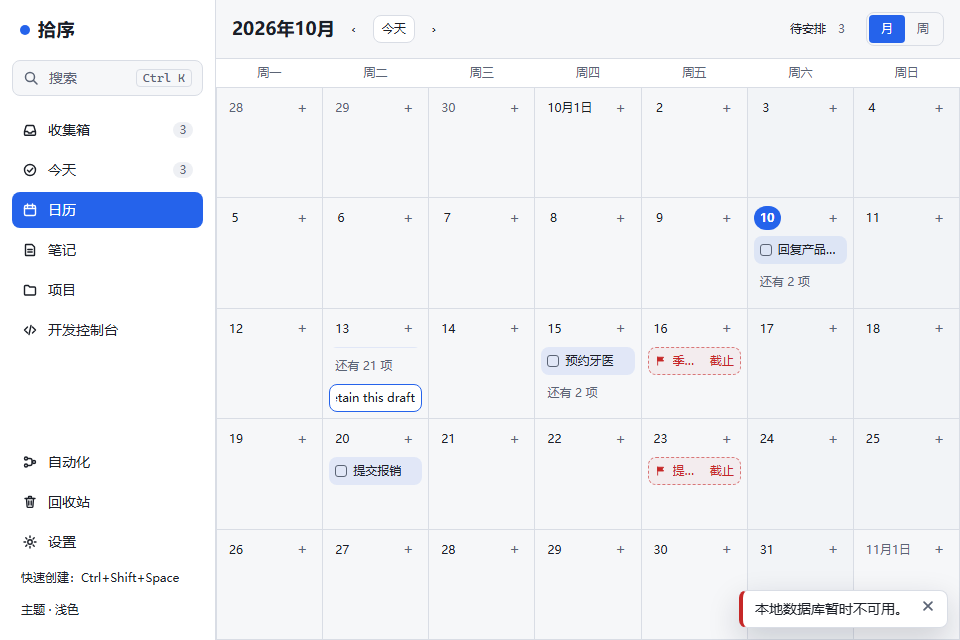 拾序
搜索 Ctrl K
收集箱 3
今天 3
日历
笔记
项目
开发控制台
自动化
回收站
设置
快速创建：Ctrl+Shift+Space
主题 · 浅色
2026年10月 ‹ 今天 ›
待安排 3 月 周
周一 周二 周三 周四 周五 周六 周日
28 + 29 + 30 + 10月1日 + 2 + 3 + 4 +
5 + 6 + 7 + 8 + 9 + 10 + 11 +
回复产品...
还有 2 项
12 + 13 + 14 + 15 + 16 + 17 + 18 +
还有 21 项 预约牙医 季... 截止
tain this draft 还有 2 项
19 + 20 + 21 + 22 + 23 + 24 + 25 +
提交报销 提... 截止
26 + 27 + 28 + 29 + 30 + 31 + 11月1日 +
本地数据库暂时不可用。 ✕